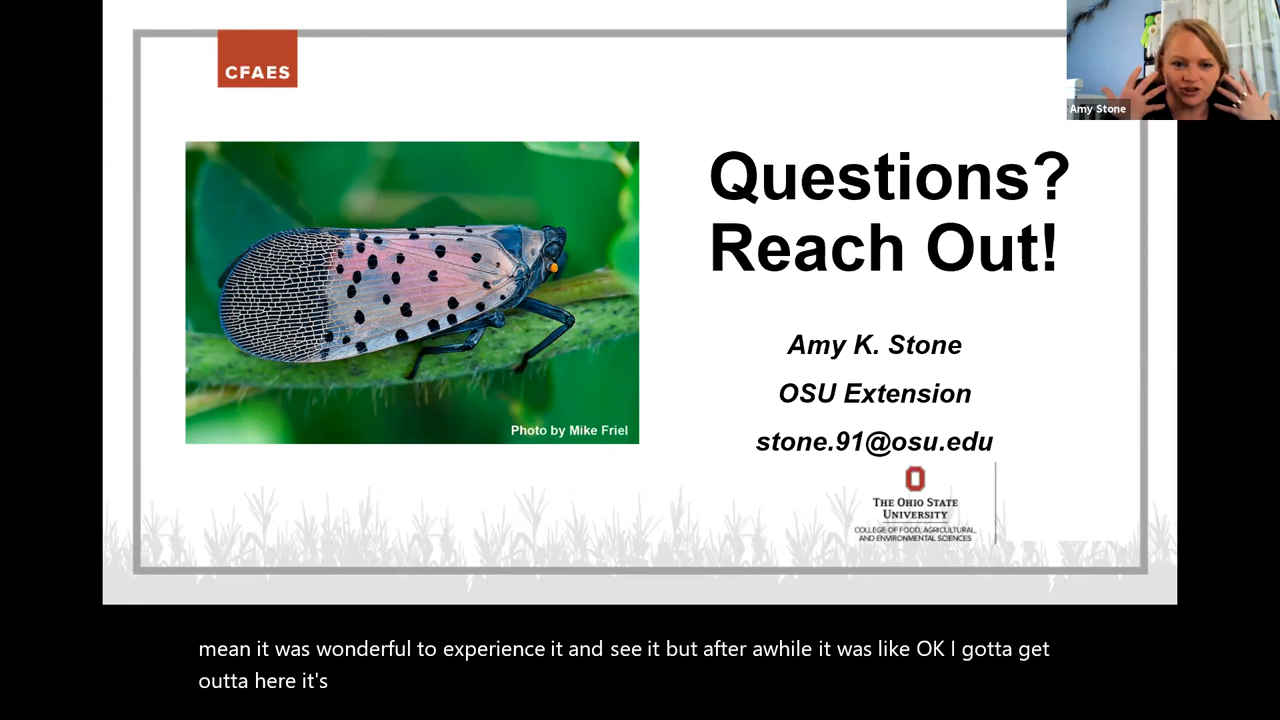 CFAES
Amy Stone
Questions?
Reach Out!
Photo by Mike Friel
Amy K. Stone
OSU Extension
stone.91@osu.edu
THE OHIO STATE
UNIVERSITY
COLLEGE OF FOOD, AGRICULTURAL,
AND ENVIRONMENTAL SCIENCES
mean it was wonderful to experience it and see it but after awhile it was like OK I gotta get
outta here it's